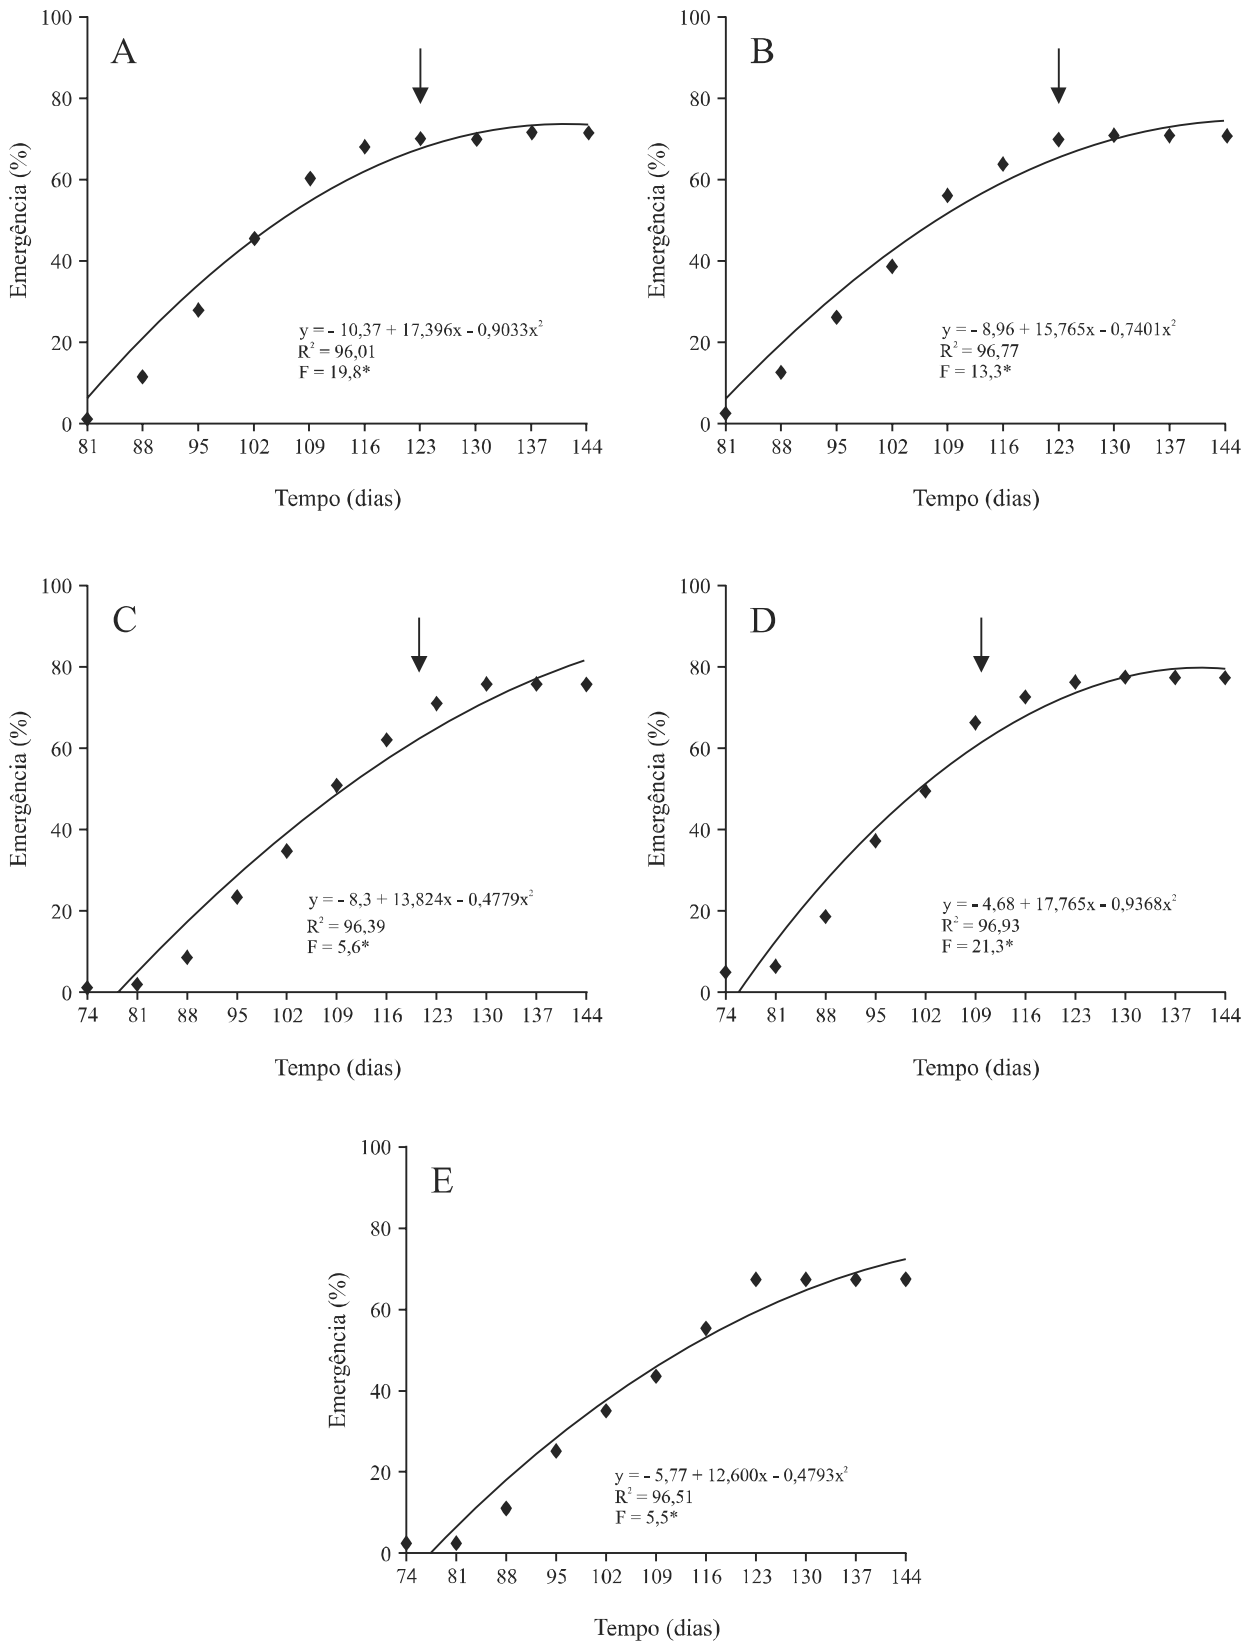 A
Emergência (%)
100
80
60
40
20
0
y = - 10,37 + 17,396x - 0,9033x²
R² = 96,01
F = 19,8*
81 88 95 102 109 116 123 130 137 144
Tempo (dias)
B
Emergência (%)
100
80
60
40
20
0
y = - 8,96 + 15,765x - 0,7401x²
R² = 96,77
F = 13,3*
81 88 95 102 109 116 123 130 137 144
Tempo (dias)
C
Emergência (%)
100
80
60
40
20
0
y = - 8,3 + 13,824x - 0,4779x²
R² = 96,39
F = 5,6*
74 81 88 95 102 109 116 123 130 137 144
Tempo (dias)
D
Emergência (%)
100
80
60
40
20
0
y = - 4,68 + 17,765x - 0,9368x²
R² = 96,93
F = 21,3*
74 81 88 95 102 109 116 123 130 137 144
Tempo (dias)
E
Emergência (%)
100
80
60
40
20
0
y = - 5,77 + 12,600x - 0,4793x²
R² = 96,51
F = 5,5*
74 81 88 95 102 109 116 123 130 137 144
Tempo (dias)